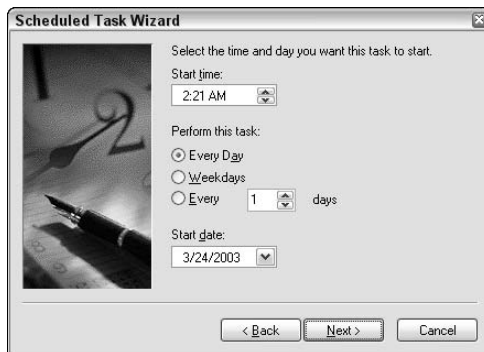 Scheduled Task Wizard
Select the time and day you want this task to start.
Start time:
2:21 AM
Perform this task:
Every Day
Weekdays
Every 1 days
Start date:
3/24/2003
< Back Next > Cancel